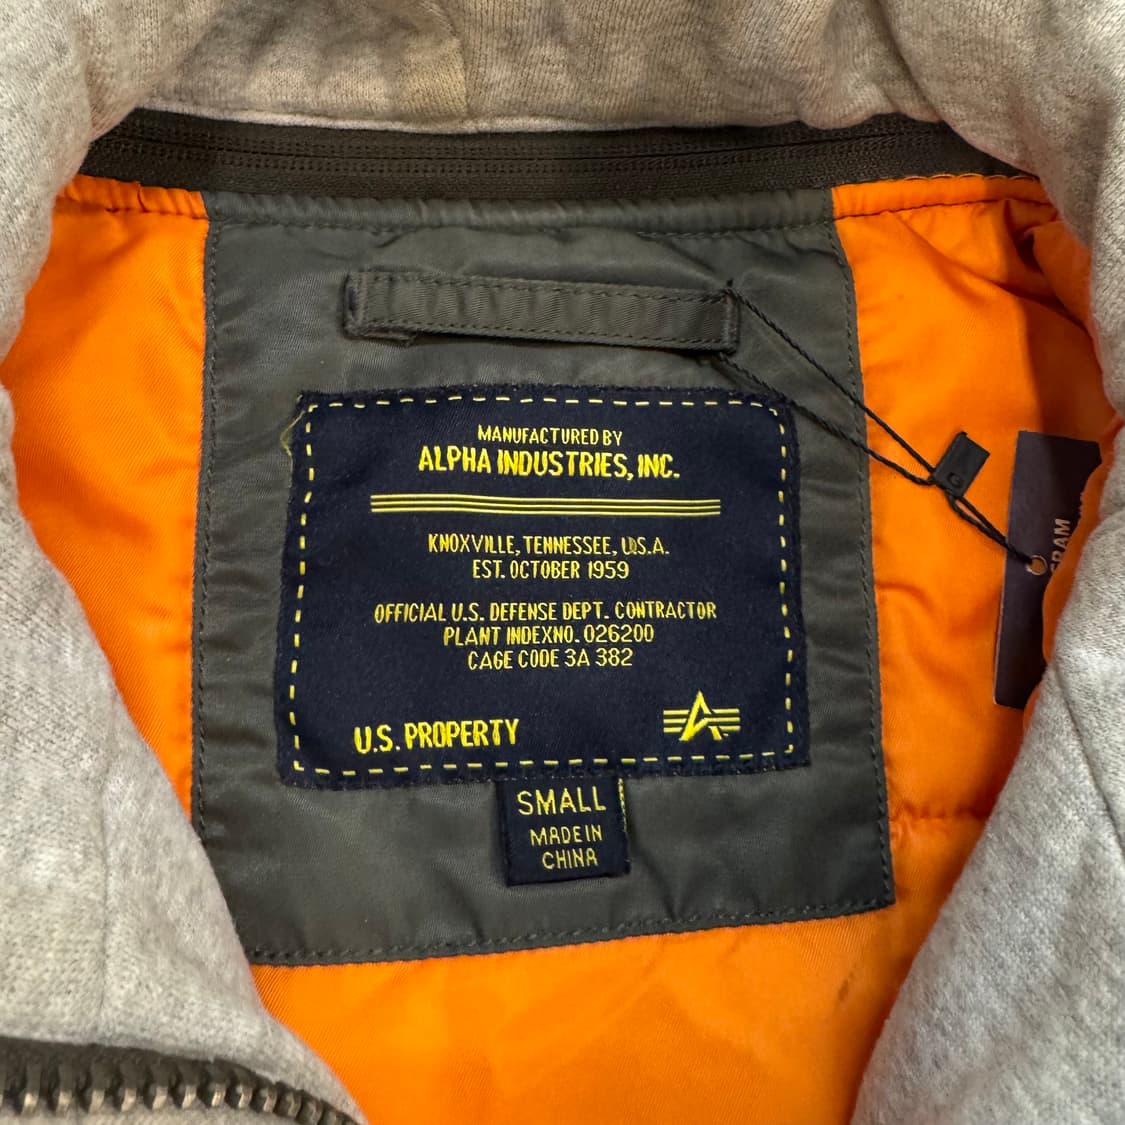 MANUFACTURED BY
ALPHA INDUSTRIES, INC.
KNOXVILLE, TENNESSEE, U.S.A.
EST. OCTOBER 1959
OFFICIAL U.S. DEFENSE DEPT. CONTRACTOR
PLANT INDEXNO. 026200
CAGE CODE 3A 382
U.S. PROPERTY
SMALL
MADE IN
CHINA